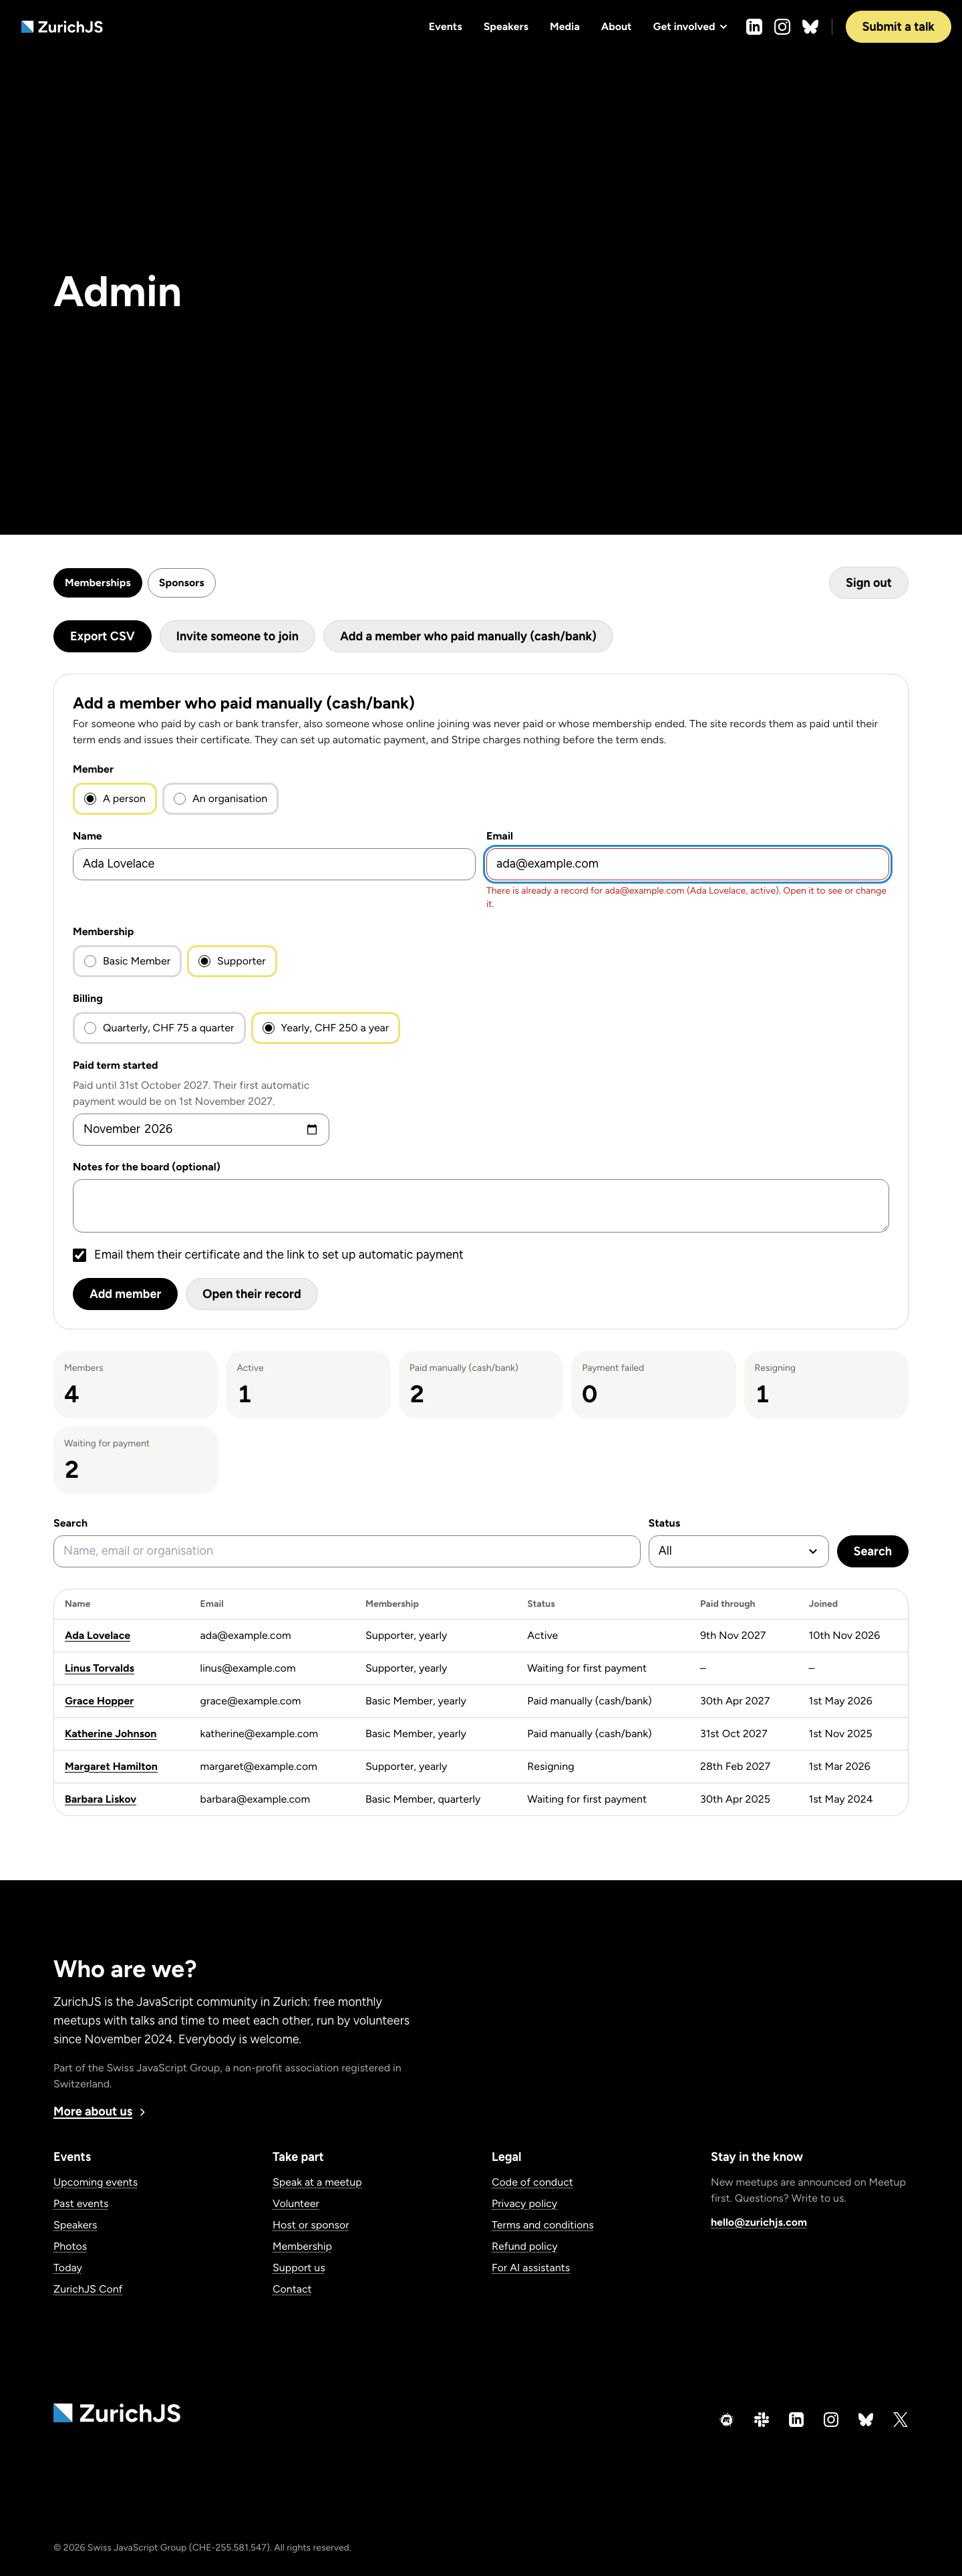 ZurichJS
Events
Speakers
Media
About
Get involved
Submit a talk
Admin
Memberships
Sponsors
Sign out
Export CSV
Invite someone to join
Add a member who paid manually (cash/bank)
Add a member who paid manually (cash/bank)
For someone who paid by cash or bank transfer, also someone whose online joining was never paid or whose membership ended. The site records them as paid until their
term ends and issues their certificate. They can set up automatic payment, and Stripe charges nothing before the term ends.
Member
A person
An organisation
Name
Email
Ada Lovelace
ada@example.com
There is already a record for ada@example.com (Ada Lovelace, active). Open it to see or change
it.
Membership
Basic Member
Supporter
Billing
Quarterly, CHF 75 a quarter
Yearly, CHF 250 a year
Paid term started
Paid until 31st October 2027. Their first automatic
payment would be on 1st November 2027.
November 2026
Notes for the board (optional)
Email them their certificate and the link to set up automatic payment
Add member
Open their record
Members
4
Active
1
Paid manually (cash/bank)
2
Payment failed
0
Resigning
1
Waiting for payment
2
Search
Status
Name, email or organisation
All
Search
Name Email Membership Status Paid through Joined
Ada Lovelace ada@example.com Supporter, yearly Active 9th Nov 2027 10th Nov 2026
Linus Torvalds linus@example.com Supporter, yearly Waiting for first payment – –
Grace Hopper grace@example.com Basic Member, yearly Paid manually (cash/bank) 30th Apr 2027 1st May 2026
Katherine Johnson katherine@example.com Basic Member, yearly Paid manually (cash/bank) 31st Oct 2027 1st Nov 2025
Margaret Hamilton margaret@example.com Supporter, yearly Resigning 28th Feb 2027 1st Mar 2026
Barbara Liskov barbara@example.com Basic Member, quarterly Waiting for first payment 30th Apr 2025 1st May 2024
Who are we?
ZurichJS is the JavaScript community in Zurich: free monthly
meetups with talks and time to meet each other, run by volunteers
since November 2024. Everybody is welcome.
Part of the Swiss JavaScript Group, a non-profit association registered in
Switzerland.
More about us
Events
Upcoming events
Past events
Speakers
Photos
Today
ZurichJS Conf
Take part
Speak at a meetup
Volunteer
Host or sponsor
Membership
Support us
Contact
Legal
Code of conduct
Privacy policy
Terms and conditions
Refund policy
For AI assistants
Stay in the know
New meetups are announced on Meetup
first. Questions? Write to us.
hello@zurichjs.com
ZurichJS
© 2026 Swiss JavaScript Group (CHE-255.581.547). All rights reserved.